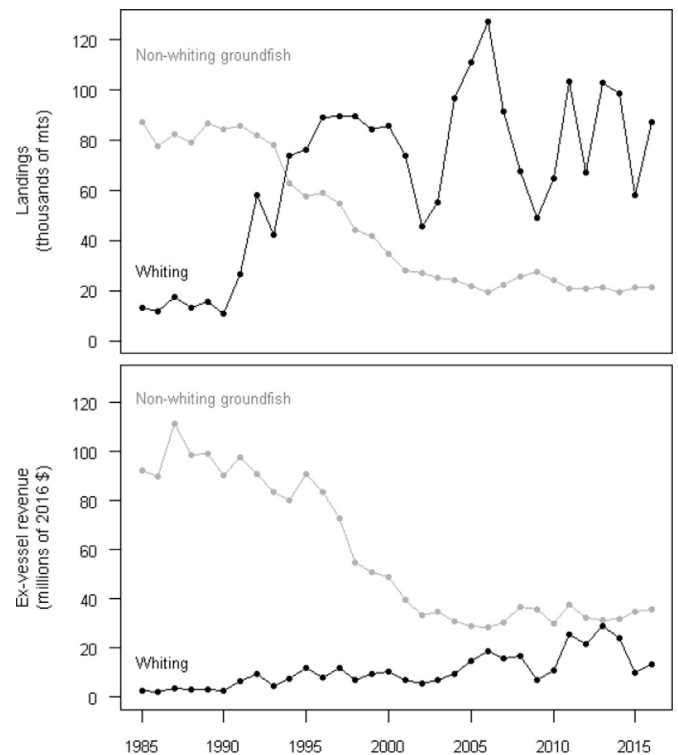 Landings
(thousands of mts)
120
100
80
60
40
20
0
Non-whiting groundfish
Whiting
Ex-vessel revenue
(millions of 2016 $)
120
100
80
60
40
20
0
Non-whiting groundfish
Whiting
1985
1990
1995
2000
2005
2010
2015